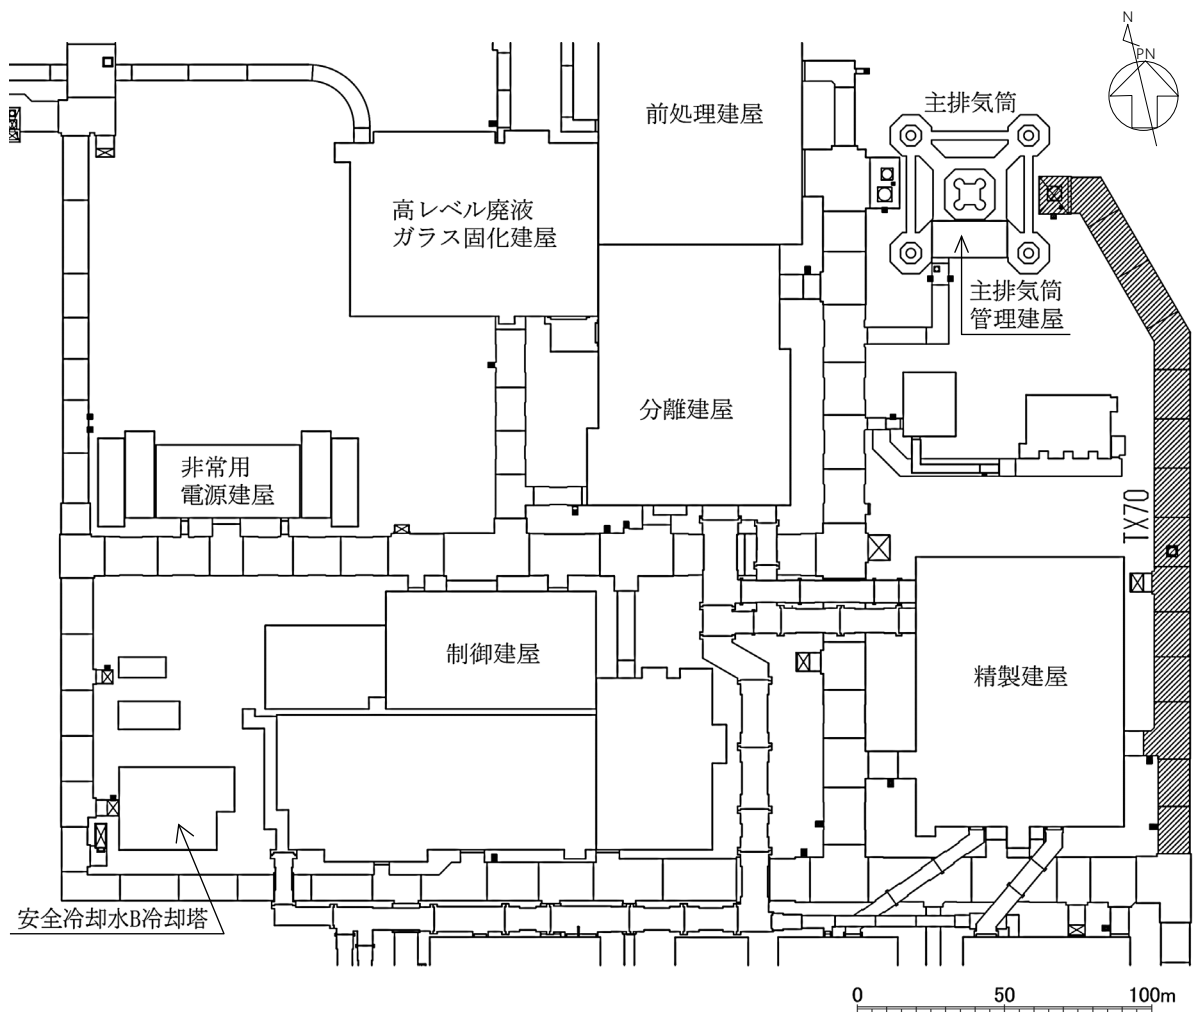 N
PN
主排気筒
前処理建屋
高レベル廃液
ガラス固化建屋
主排気筒
管理建屋
分離建屋
非常用
電源建屋
TX70
制御建屋
精製建屋
安全冷却水B冷却塔
0 50 100m